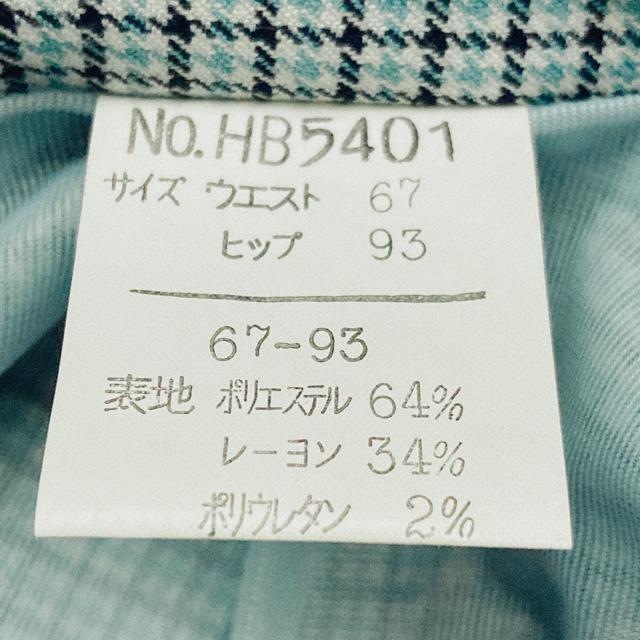 No.HB5401
サイズ ウエスト 67
ヒップ 93
67-93
表地 ポリエステル 64%
レーヨン 34%
ポリウレタン 2%